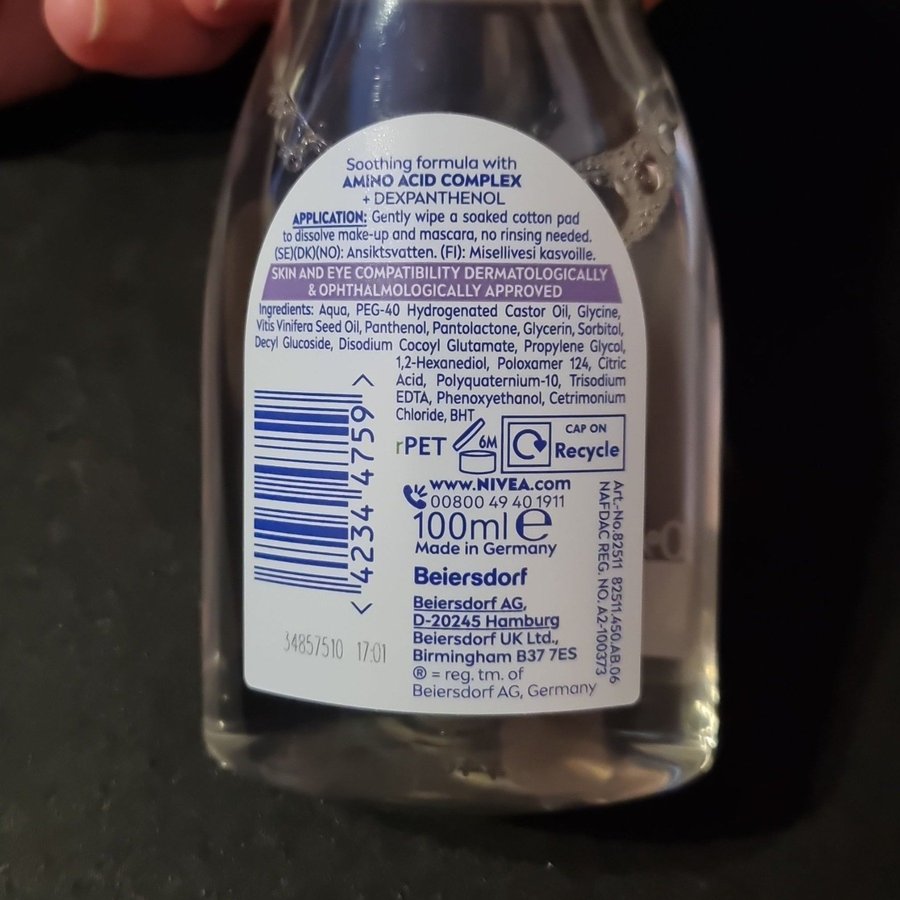 Soothing formula with
AMINO ACID COMPLEX
+ DEXPANTHENOL
APPLICATION: Gently wipe a soaked cotton pad
to dissolve make-up and mascara, no rinsing needed.
(SE)(DK)(NO): Ansiktsvatten. (FI): Misellivesi kasvoille.
SKIN AND EYE COMPATIBILITY DERMATOLOGICALLY
& OPHTHALMOLOGICALLY APPROVED
Ingredients: Aqua, PEG-40 Hydrogenated Castor Oil, Glycine,
Vitis Vinifera Seed Oil, Panthenol, Pantolactone, Glycerin, Sorbitol,
Decyl Glucoside, Disodium Cocoyl Glutamate, Propylene Glycol,
1,2-Hexanediol, Poloxamer 124, Citric
Acid, Polyquaternium-10, Trisodium
EDTA, Phenoxyethanol, Cetrimonium
Chloride, BHT
rPET
6M
CAP ON
Recycle
www.NIVEA.com
00800 49 40 1911
100ml e
Made in Germany
Beiersdorf
Beiersdorf AG,
D-20245 Hamburg
Beiersdorf UK Ltd.,
Birmingham B37 7ES
® = reg. tm. of
Beiersdorf AG, Germany
< 4234 4759 >
34857510 17:01
Art.-No.82511 82511.450.AB.06
NAFDAC REG. NO. A2-100373